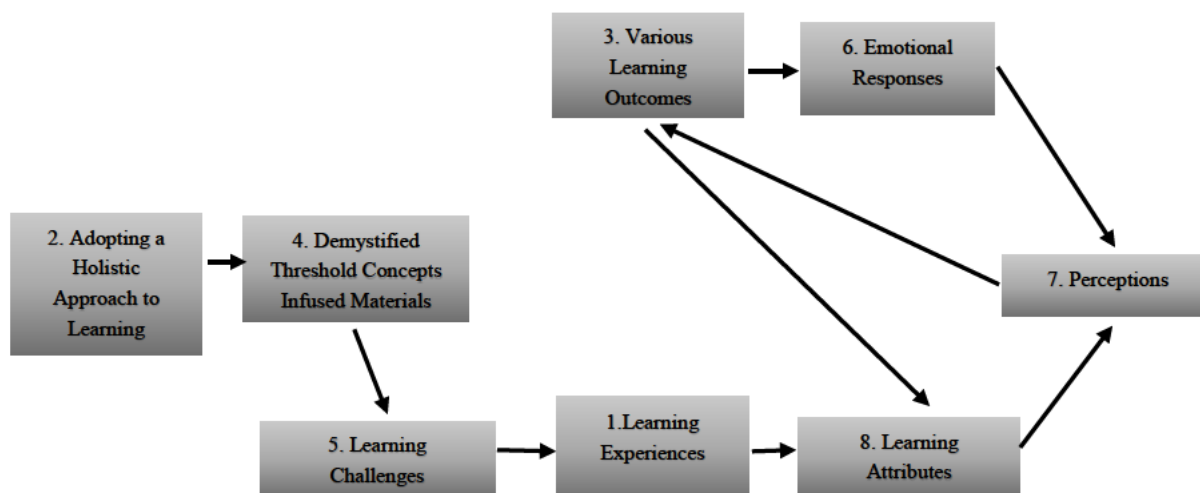 3. Various
Learning
Outcomes
6. Emotional
Responses
2. Adopting a
Holistic
Approach to
Learning
4. Demystified
Threshold Concepts
Infused Materials
7. Perceptions
5. Learning
Challenges
1.Learning
Experiences
8. Learning
Attributes